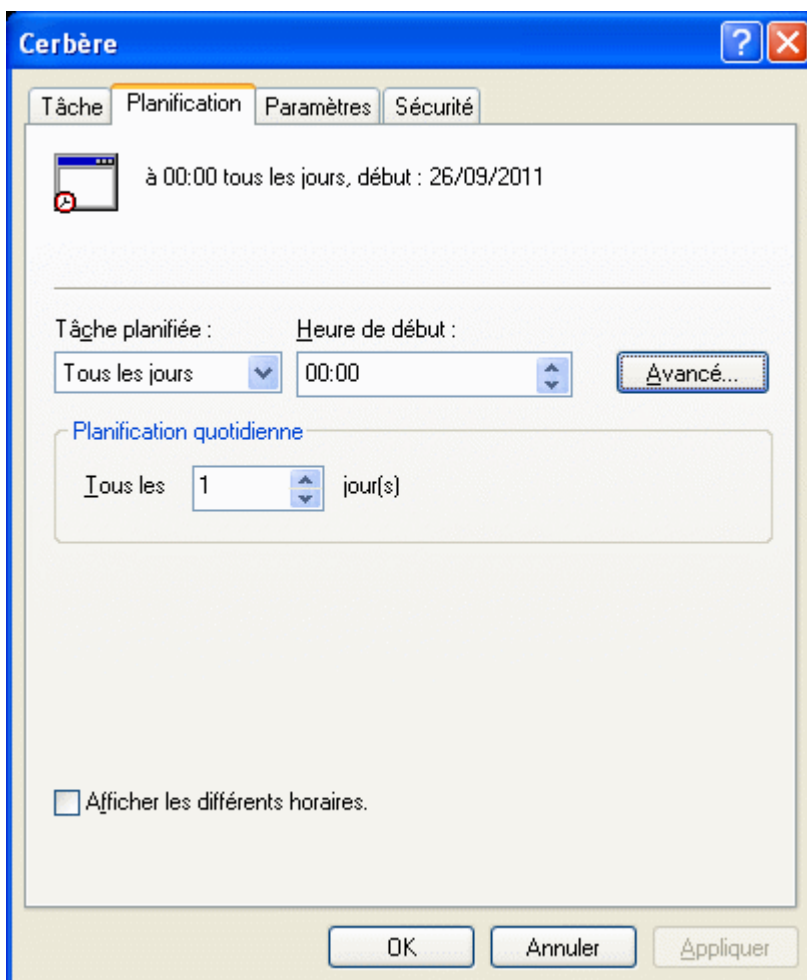 Cerbère
Tâche Planification Paramètres Sécurité
à 00:00 tous les jours, début : 26/09/2011
Tâche planifiée : Heure de début :
Tous les jours 00:00 Avancé...
Planification quotidienne
Tous les 1 jour(s)
Afficher les différents horaires.
OK Annuler Appliquer